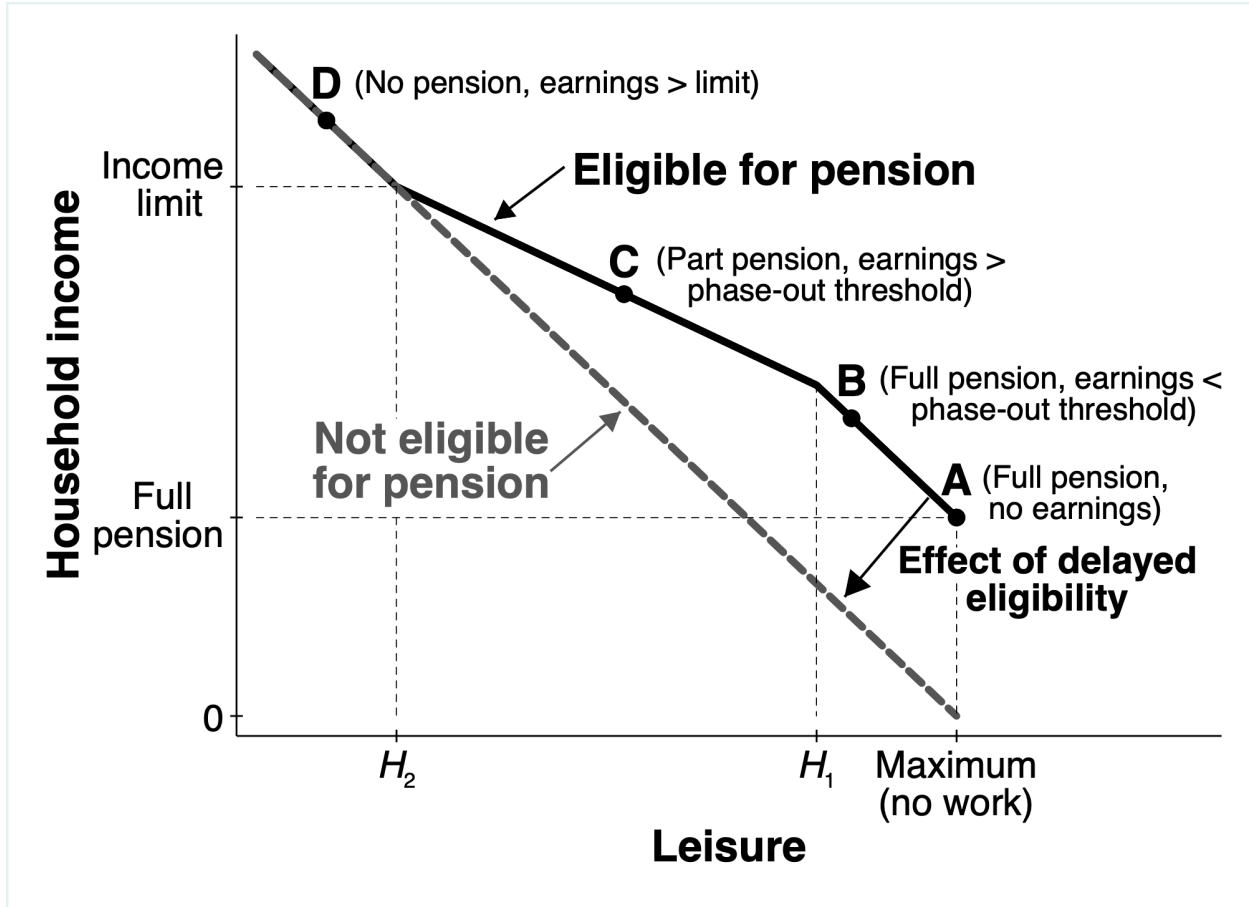 D (No pension, earnings > limit)
Income
limit
Eligible for pension
C (Part pension, earnings >
phase-out threshold)
B (Full pension, earnings <
phase-out threshold)
Not eligible
for pension
A (Full pension,
no earnings)
Full
pension
Effect of delayed
eligibility
Household income
0
H₂
H₁
Maximum
(no work)
Leisure